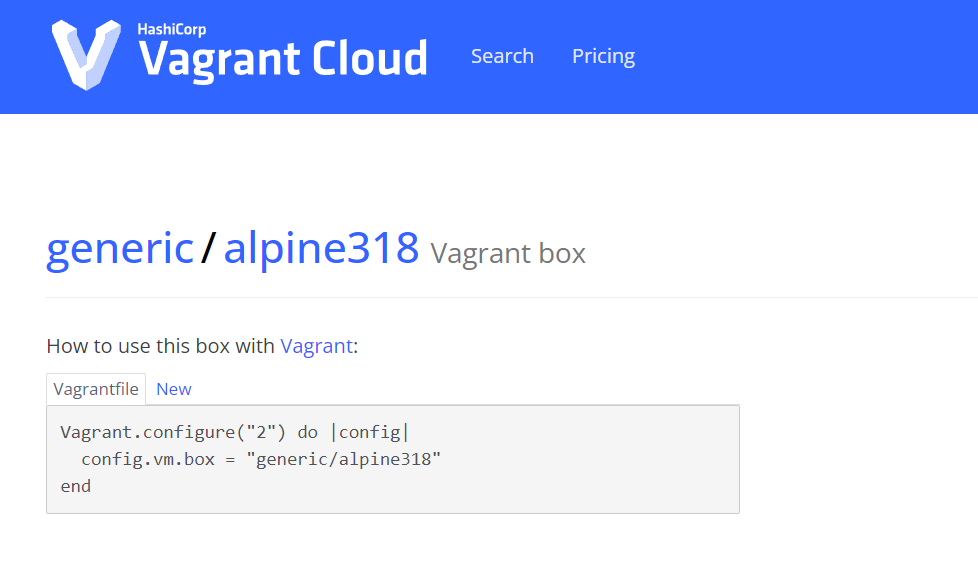 HashiCorp
Vagrant Cloud
Search
Pricing
generic / alpine318 Vagrant box
How to use this box with Vagrant:
Vagrantfile
New
Vagrant.configure("2") do |config|
  config.vm.box = "generic/alpine318"
end